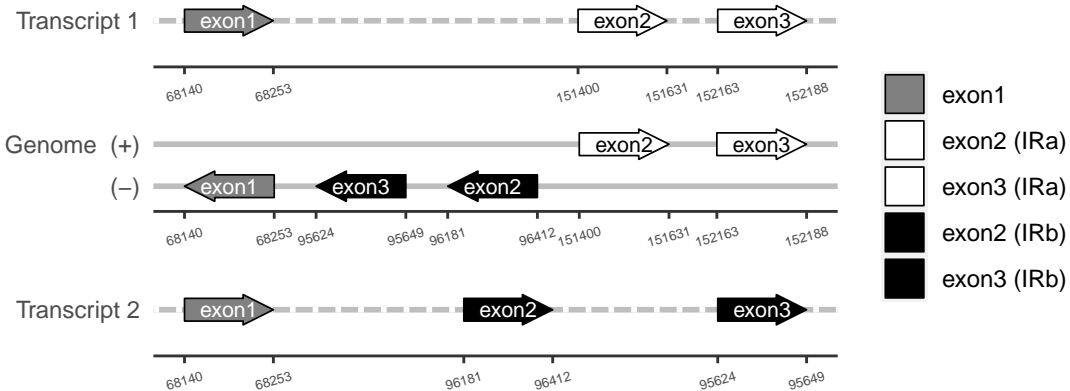 Transcript 1 exon1 exon2 exon3
68140 68253 151400 151631 152163 152188
Genome (+) exon2 exon3
(−) exon1 exon3 exon2
68140 68253 95624 95649 96181 96412 151400 151631 152163 152188
Transcript 2 exon1 exon2 exon3
68140 68253 96181 96412 95624 95649
exon1
exon2 (IRa)
exon3 (IRa)
exon2 (IRb)
exon3 (IRb)